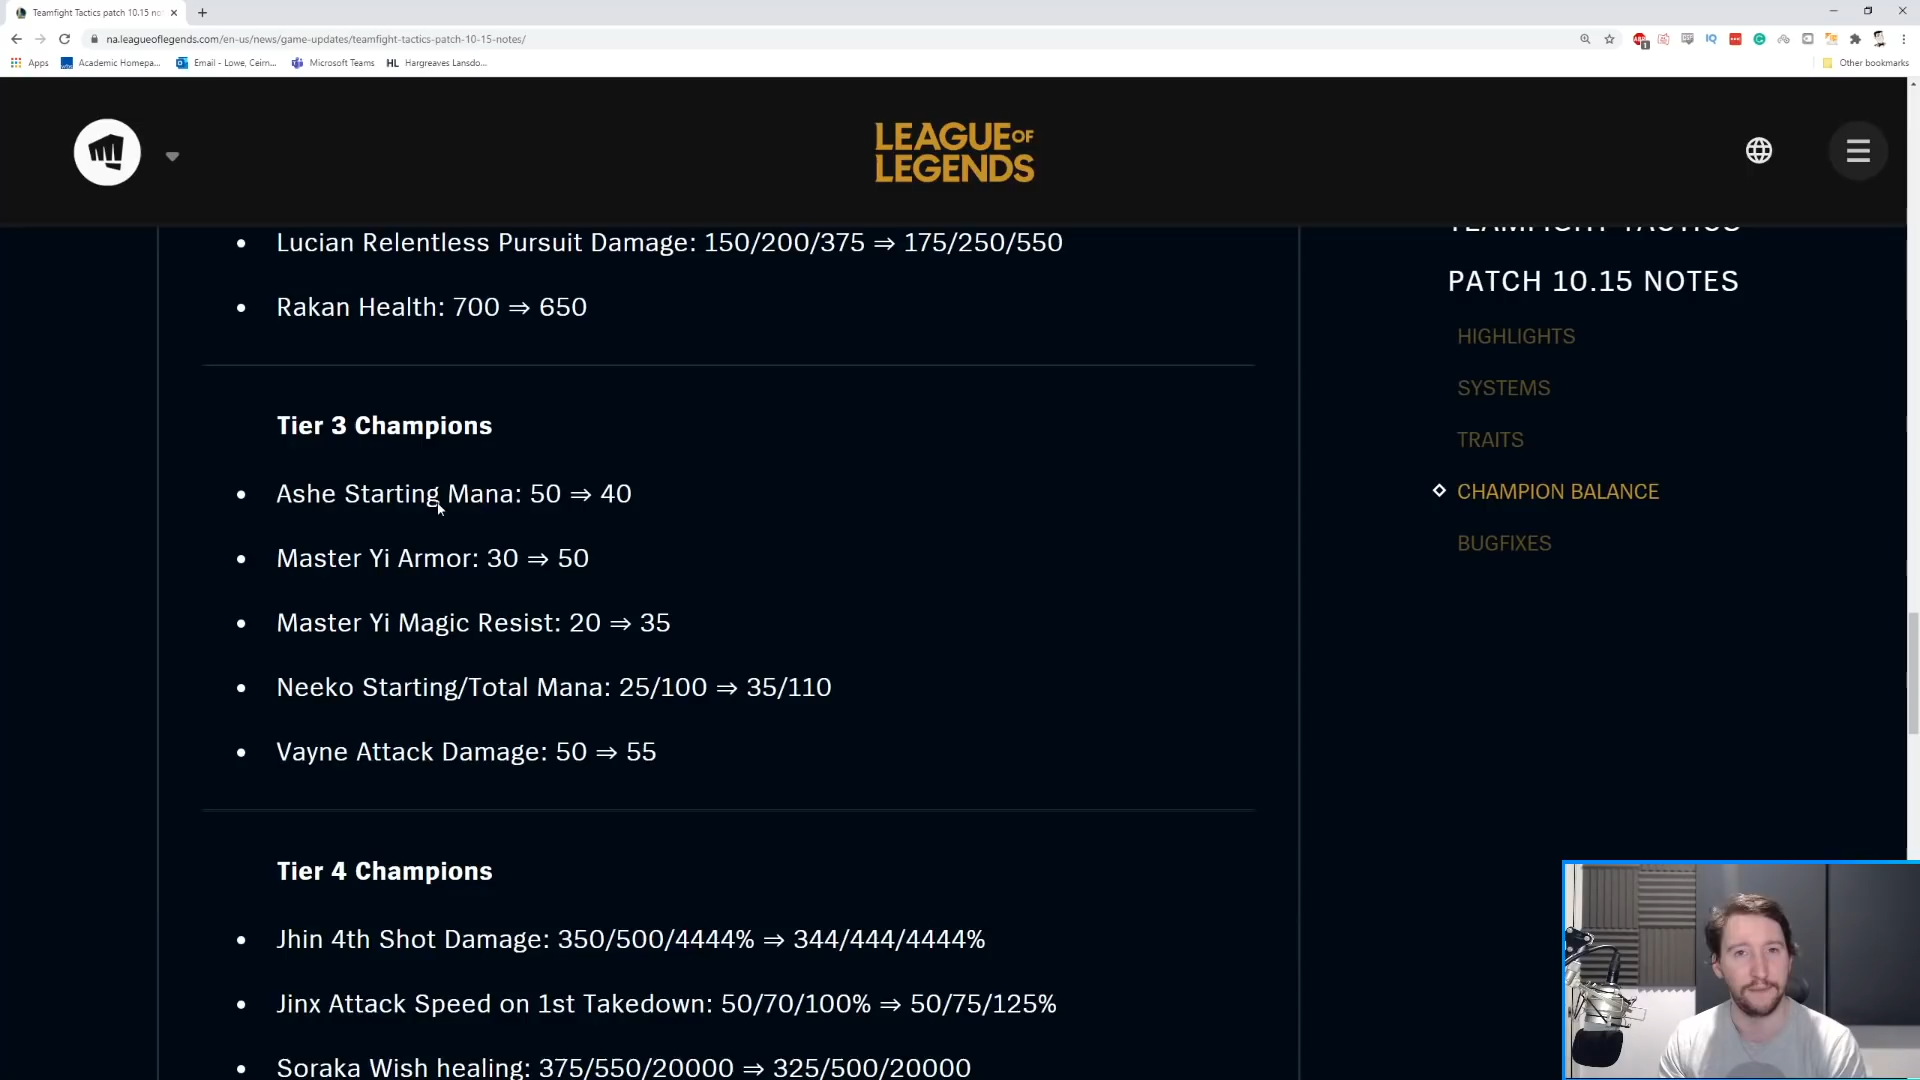 Teamfight Tactics patch 10.15 no
na.leagueoflegends.com/en-us/news/game-updates/teamfight-tactics-patch-10-15-notes/
Apps
Academic Homepa...
Email - Lowe, Ceirn...
Microsoft Teams
HL Hargreaves Lansdo...
Other bookmarks
LEAGUE OF
LEGENDS
Lucian Relentless Pursuit Damage: 150/200/375 ⇒ 175/250/550
Rakan Health: 700 ⇒ 650
Tier 3 Champions
Ashe Starting Mana: 50 ⇒ 40
Master Yi Armor: 30 ⇒ 50
Master Yi Magic Resist: 20 ⇒ 35
Neeko Starting/Total Mana: 25/100 ⇒ 35/110
Vayne Attack Damage: 50 ⇒ 55
Tier 4 Champions
Jhin 4th Shot Damage: 350/500/4444% ⇒ 344/444/4444%
Jinx Attack Speed on 1st Takedown: 50/70/100% ⇒ 50/75/125%
Soraka Wish healing: 375/550/20000 ⇒ 325/500/20000
TEAMFIGHT TACTICS
PATCH 10.15 NOTES
HIGHLIGHTS
SYSTEMS
TRAITS
CHAMPION BALANCE
BUGFIXES